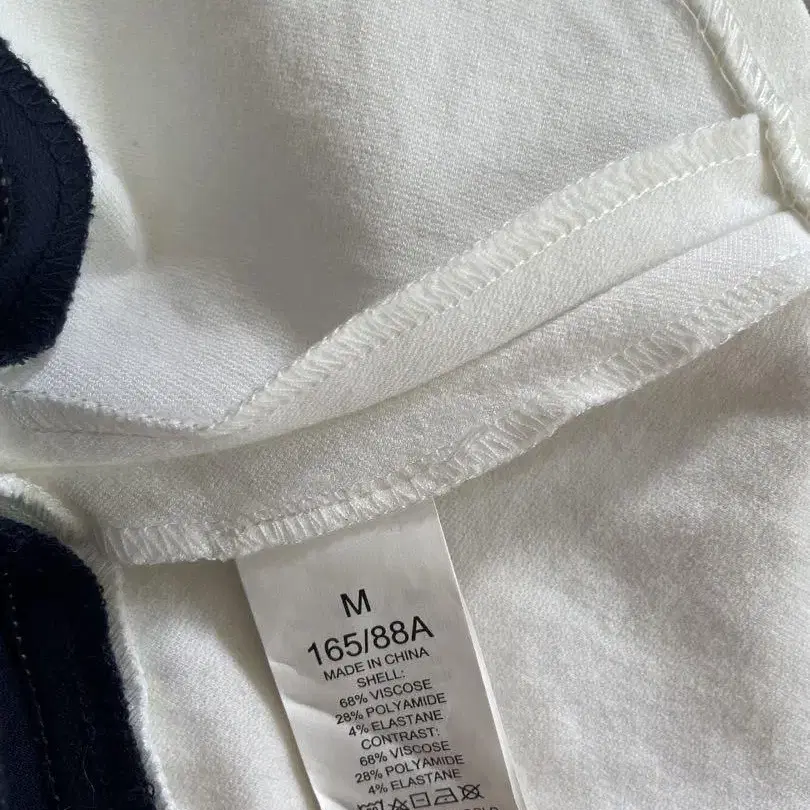 M
165/88A
MADE IN CHINA
SHELL:
68% VISCOSE
28% POLYAMIDE
4% ELASTANE
CONTRAST:
68% VISCOSE
28% POLYAMIDE
4% ELASTANE